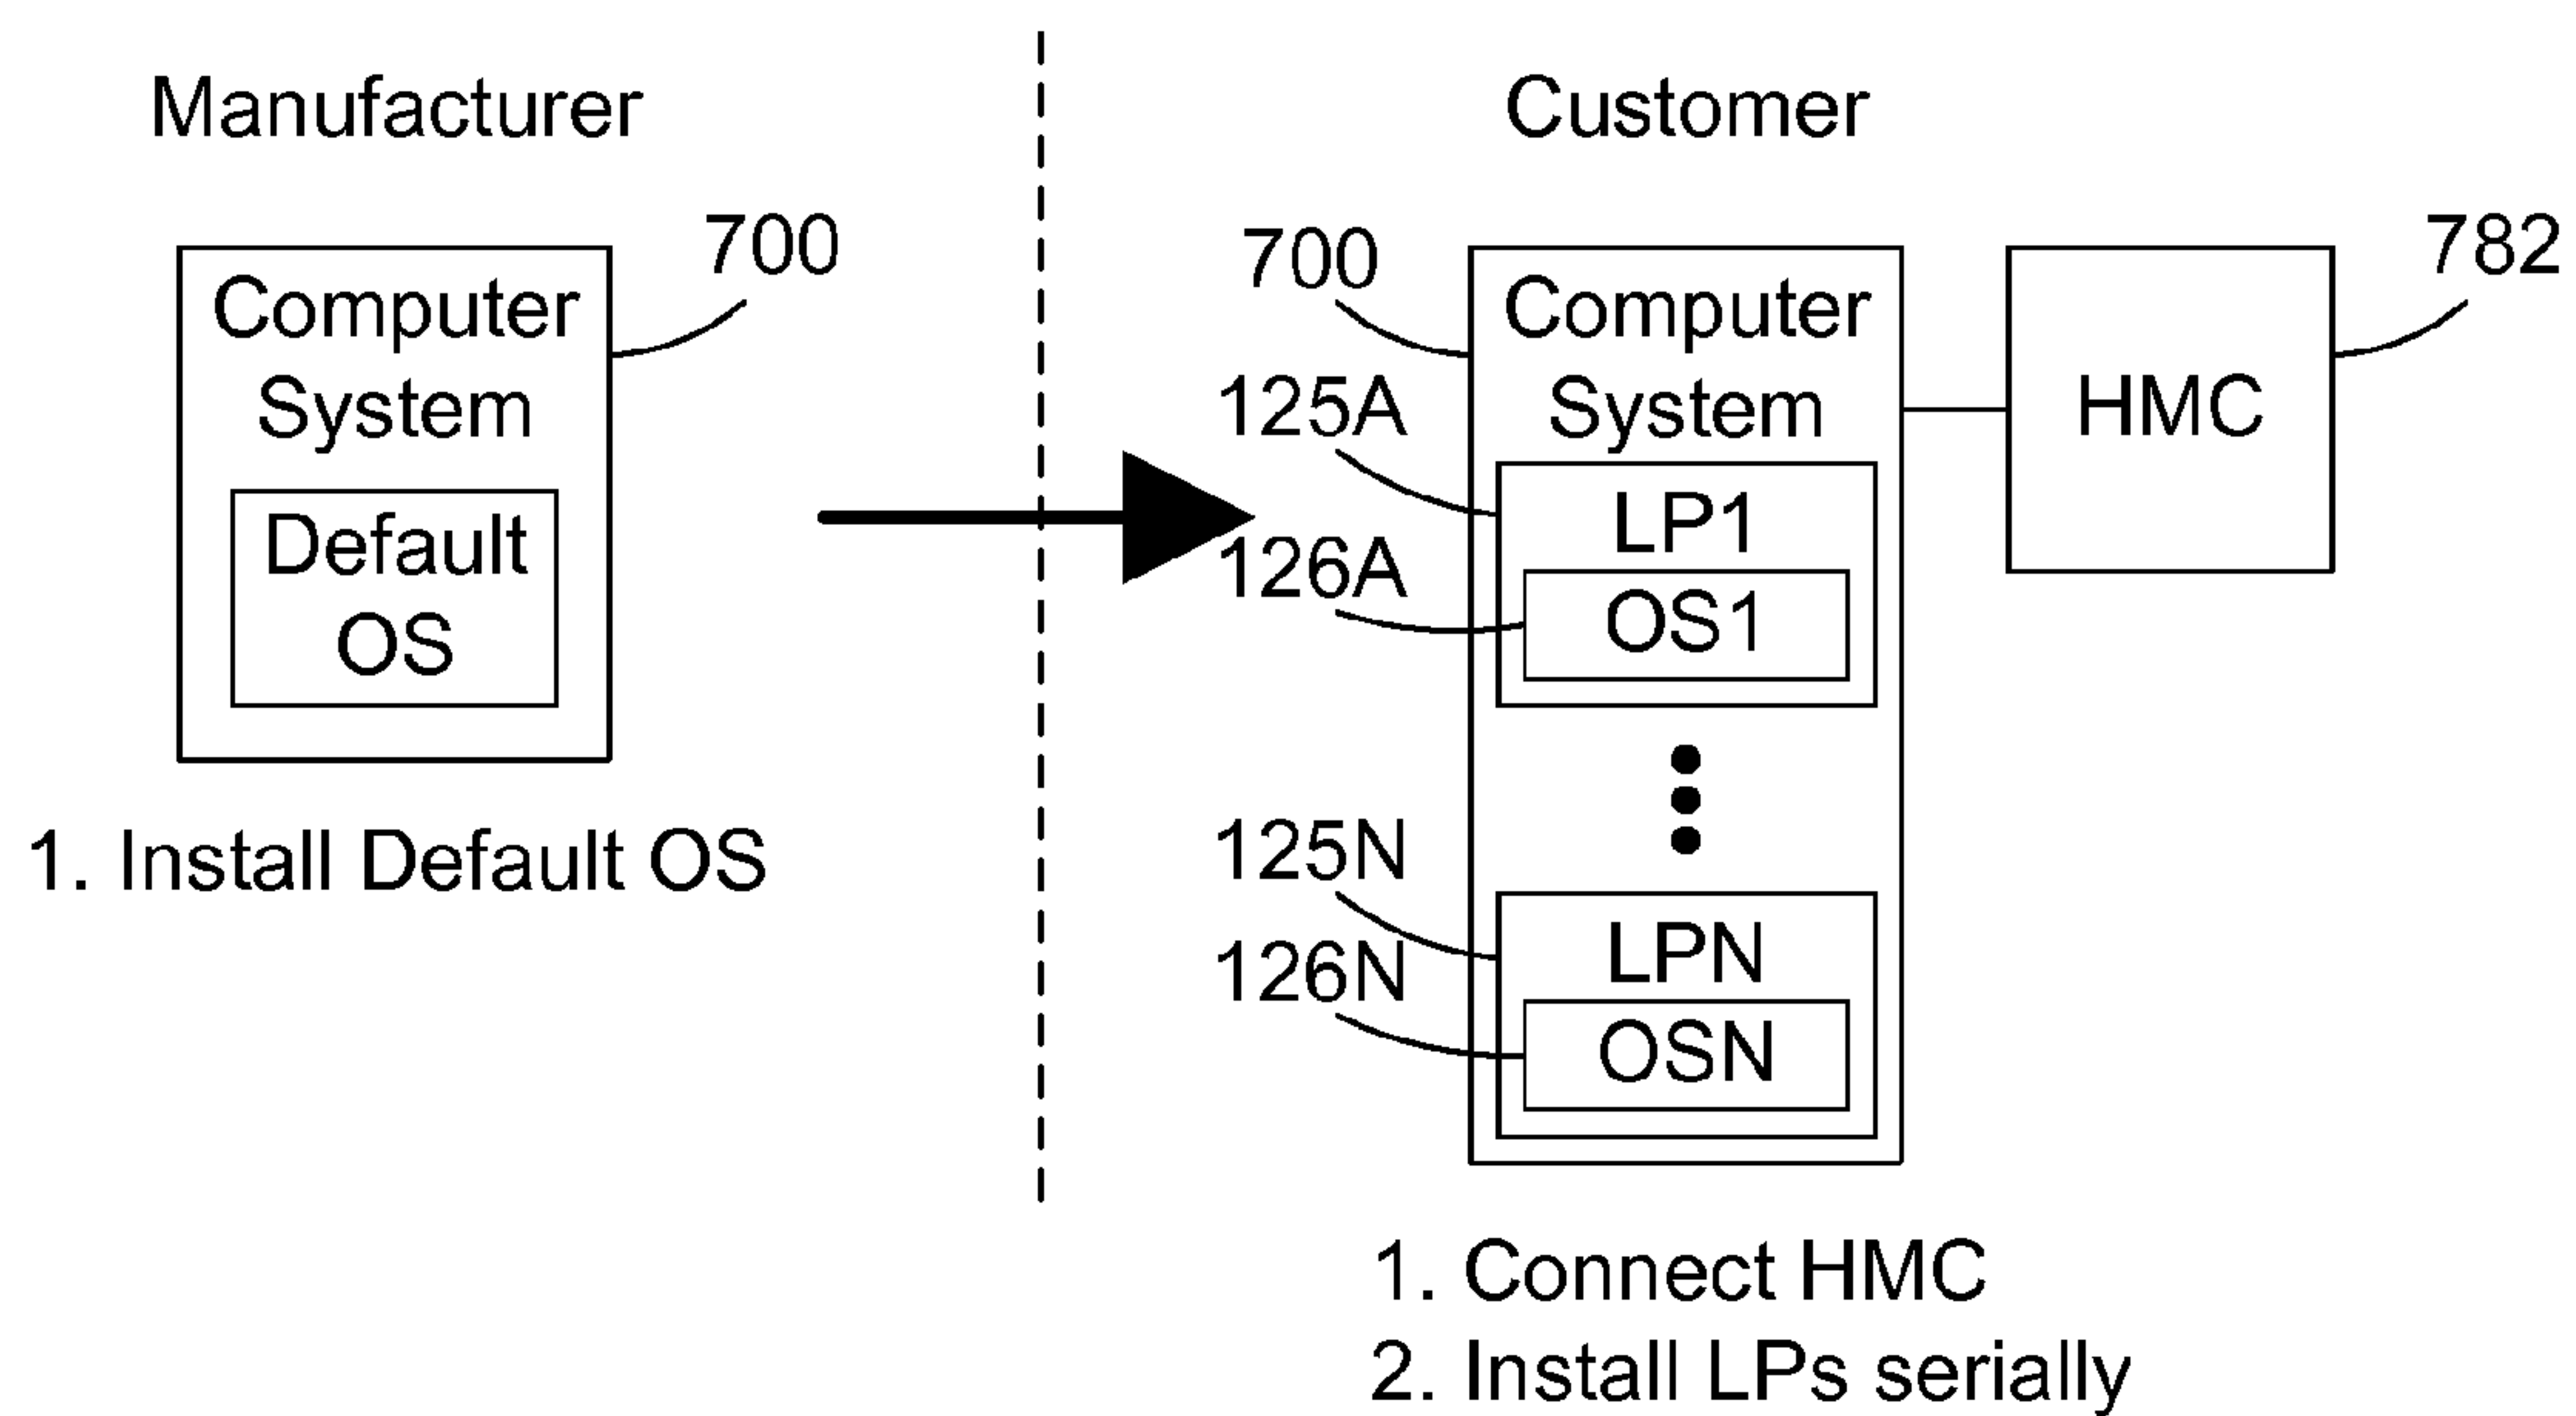 Manufacturer
700
Computer
System
Default
OS
1. Install Default OS
Customer
700
782
Computer
System
HMC
125A
LP1
126A
OS1
125N
LPN
126N
OSN
1. Connect HMC
2. Install LPs serially